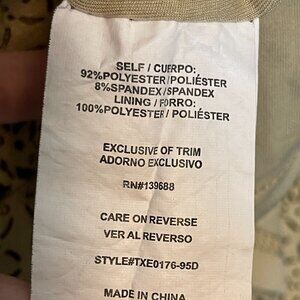 SELF / CUERPO:
92%POLYESTER/POLIÉSTER
8%SPANDEX/SPANDEX
LINING / FORRO:
100%POLYESTER/POLIÉSTER
EXCLUSIVE OF TRIM
ADORNO EXCLUSIVO
RN#139688
CARE ON REVERSE
VER AL REVERSO
STYLE#TXE0176-95D
MADE IN CHINA